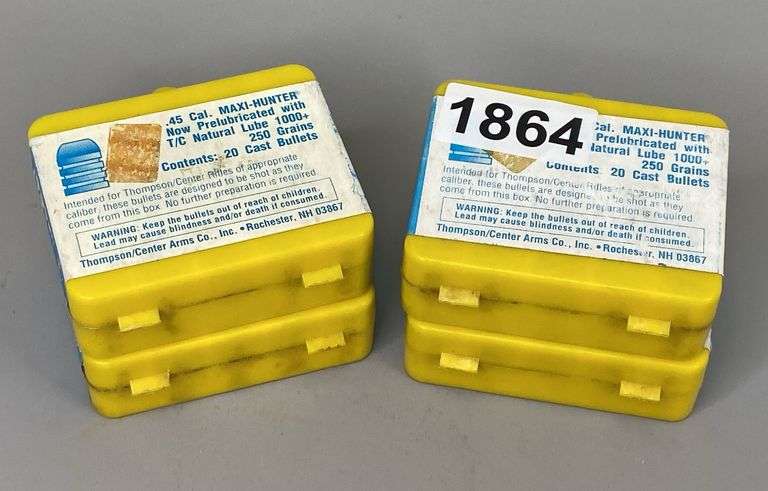 .45 Cal. MAXI-HUNTER®
Now Prelubricated with
T/C Natural Lube 1000+
250 Grains
Contents: 20 Cast Bullets
Intended for Thompson/Center Rifles of appropriate
caliber, these bullets are designed to be shot as they
come from this box. No further preparation is required.
WARNING: Keep the bullets out of reach of children.
Lead may cause blindness and/or death if consumed.
Thompson/Center Arms Co., Inc. • Rochester, NH 03867
1864
Cal. MAXI-HUNTER®
Prelubricated with
Natural Lube 1000+
250 Grains
Contents: 20 Cast Bullets
Intended for Thompson/Center Rifles of appropriate
caliber, these bullets are designed to be shot as they
come from this box. No further preparation is required.
WARNING: Keep the bullets out of reach of children.
Lead may cause blindness and/or death if consumed.
Thompson/Center Arms Co., Inc. • Rochester, NH 03867